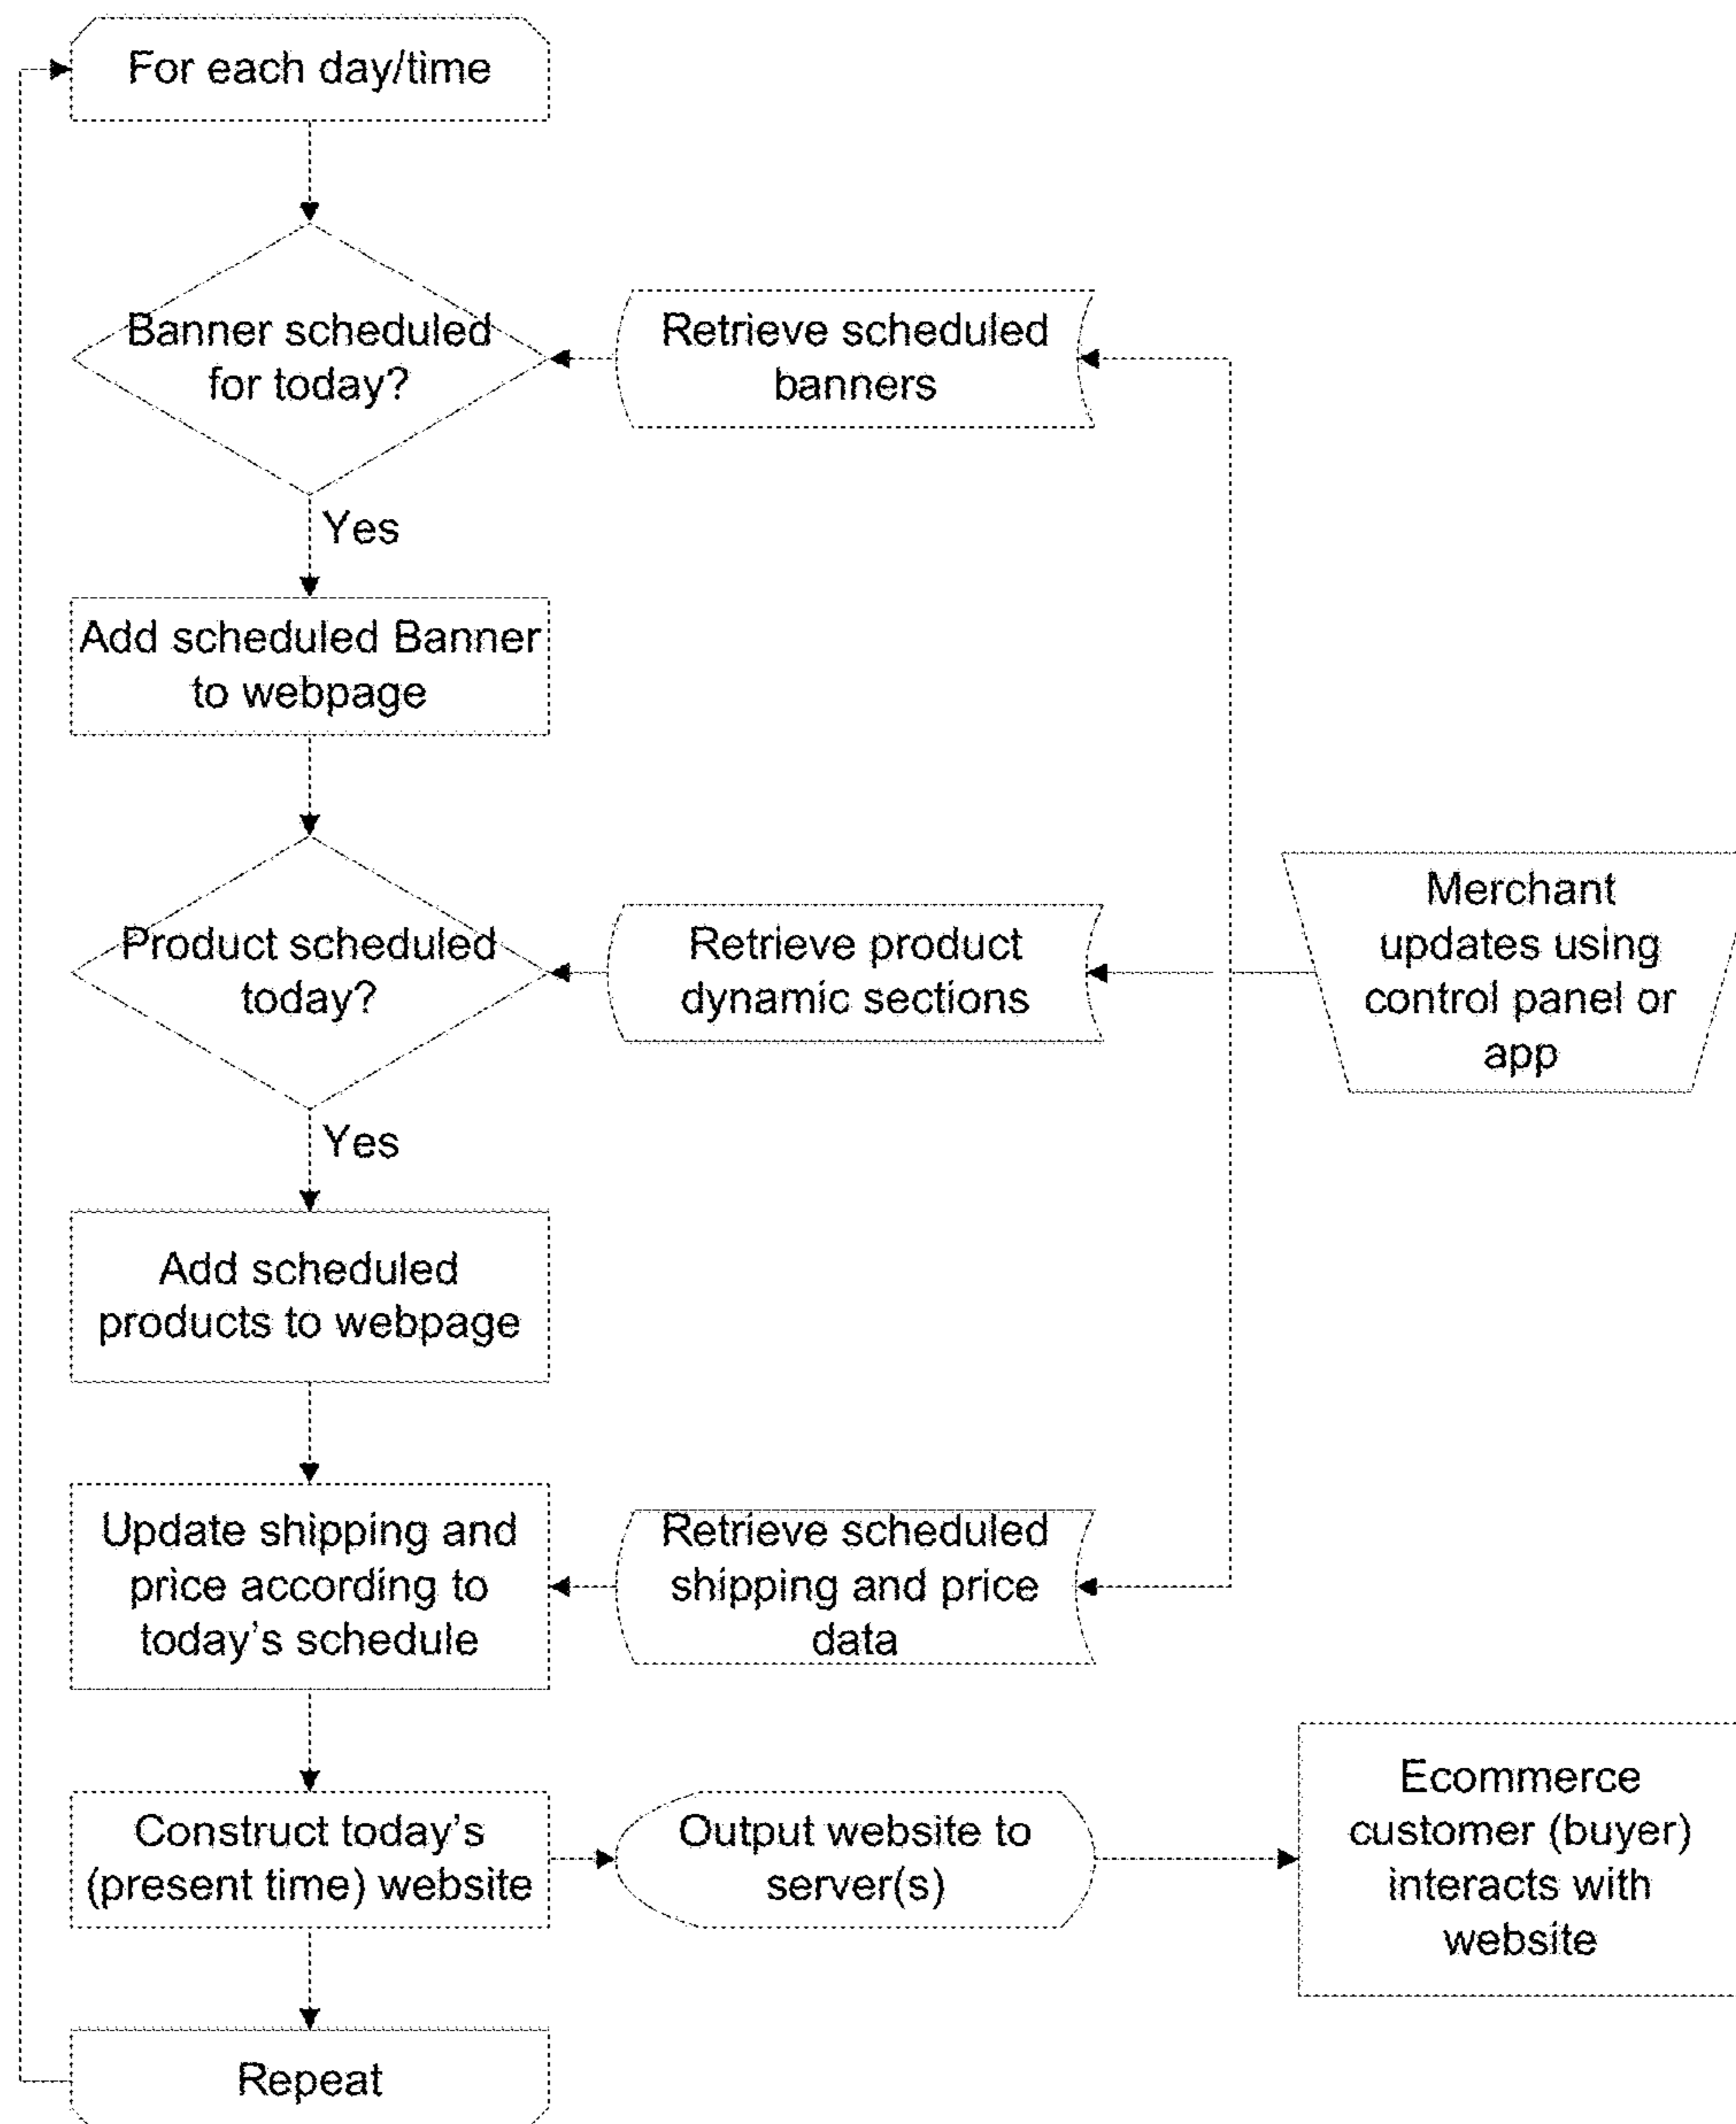 For each day/time
Banner scheduled
for today?
Retrieve scheduled
banners
Yes
Add scheduled Banner
to webpage
Product scheduled
today?
Retrieve product
dynamic sections
Merchant
updates using
control panel or
app
Yes
Add scheduled
products to webpage
Update shipping and
price according to
today's schedule
Retrieve scheduled
shipping and price
data
Construct today's
(present time) website
Output website to
server(s)
Ecommerce
customer (buyer)
interacts with
website
Repeat